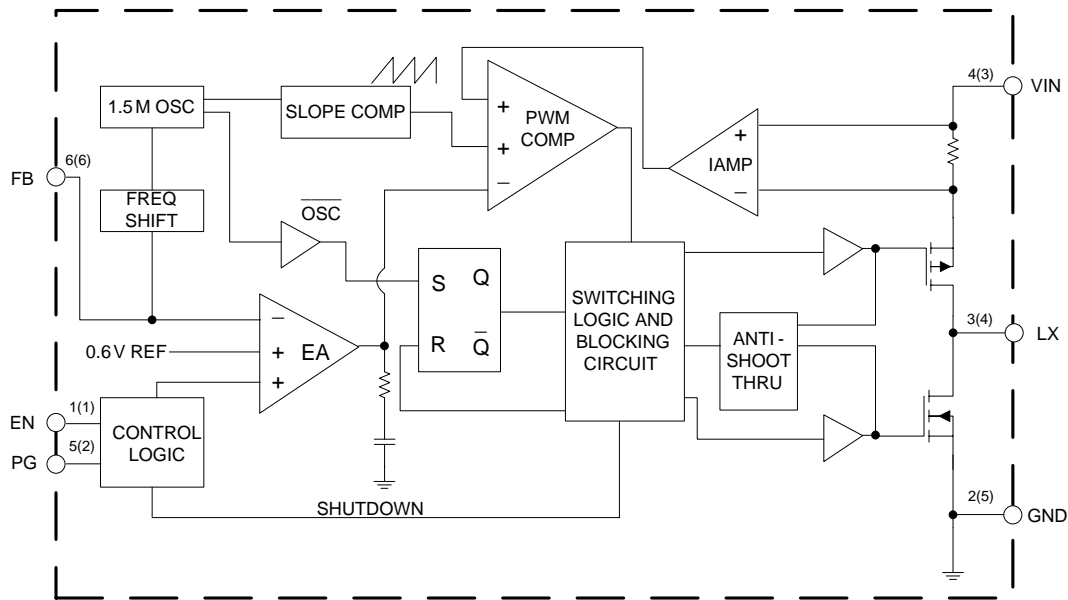 4(3)
VIN
1.5 M OSC
SLOPE COMP
+
+
−
PWM
COMP
+
−
IAMP
6(6)
FB
FREQ
SHIFT
OSC
S
Q
R
Q
SWITCHING
LOGIC AND
BLOCKING
CIRCUIT
ANTI -
SHOOT
THRU
3(4)
LX
−
+
+
EA
0.6 V REF
1(1)
EN
5(2)
PG
CONTROL
LOGIC
SHUTDOWN
2(5)
GND